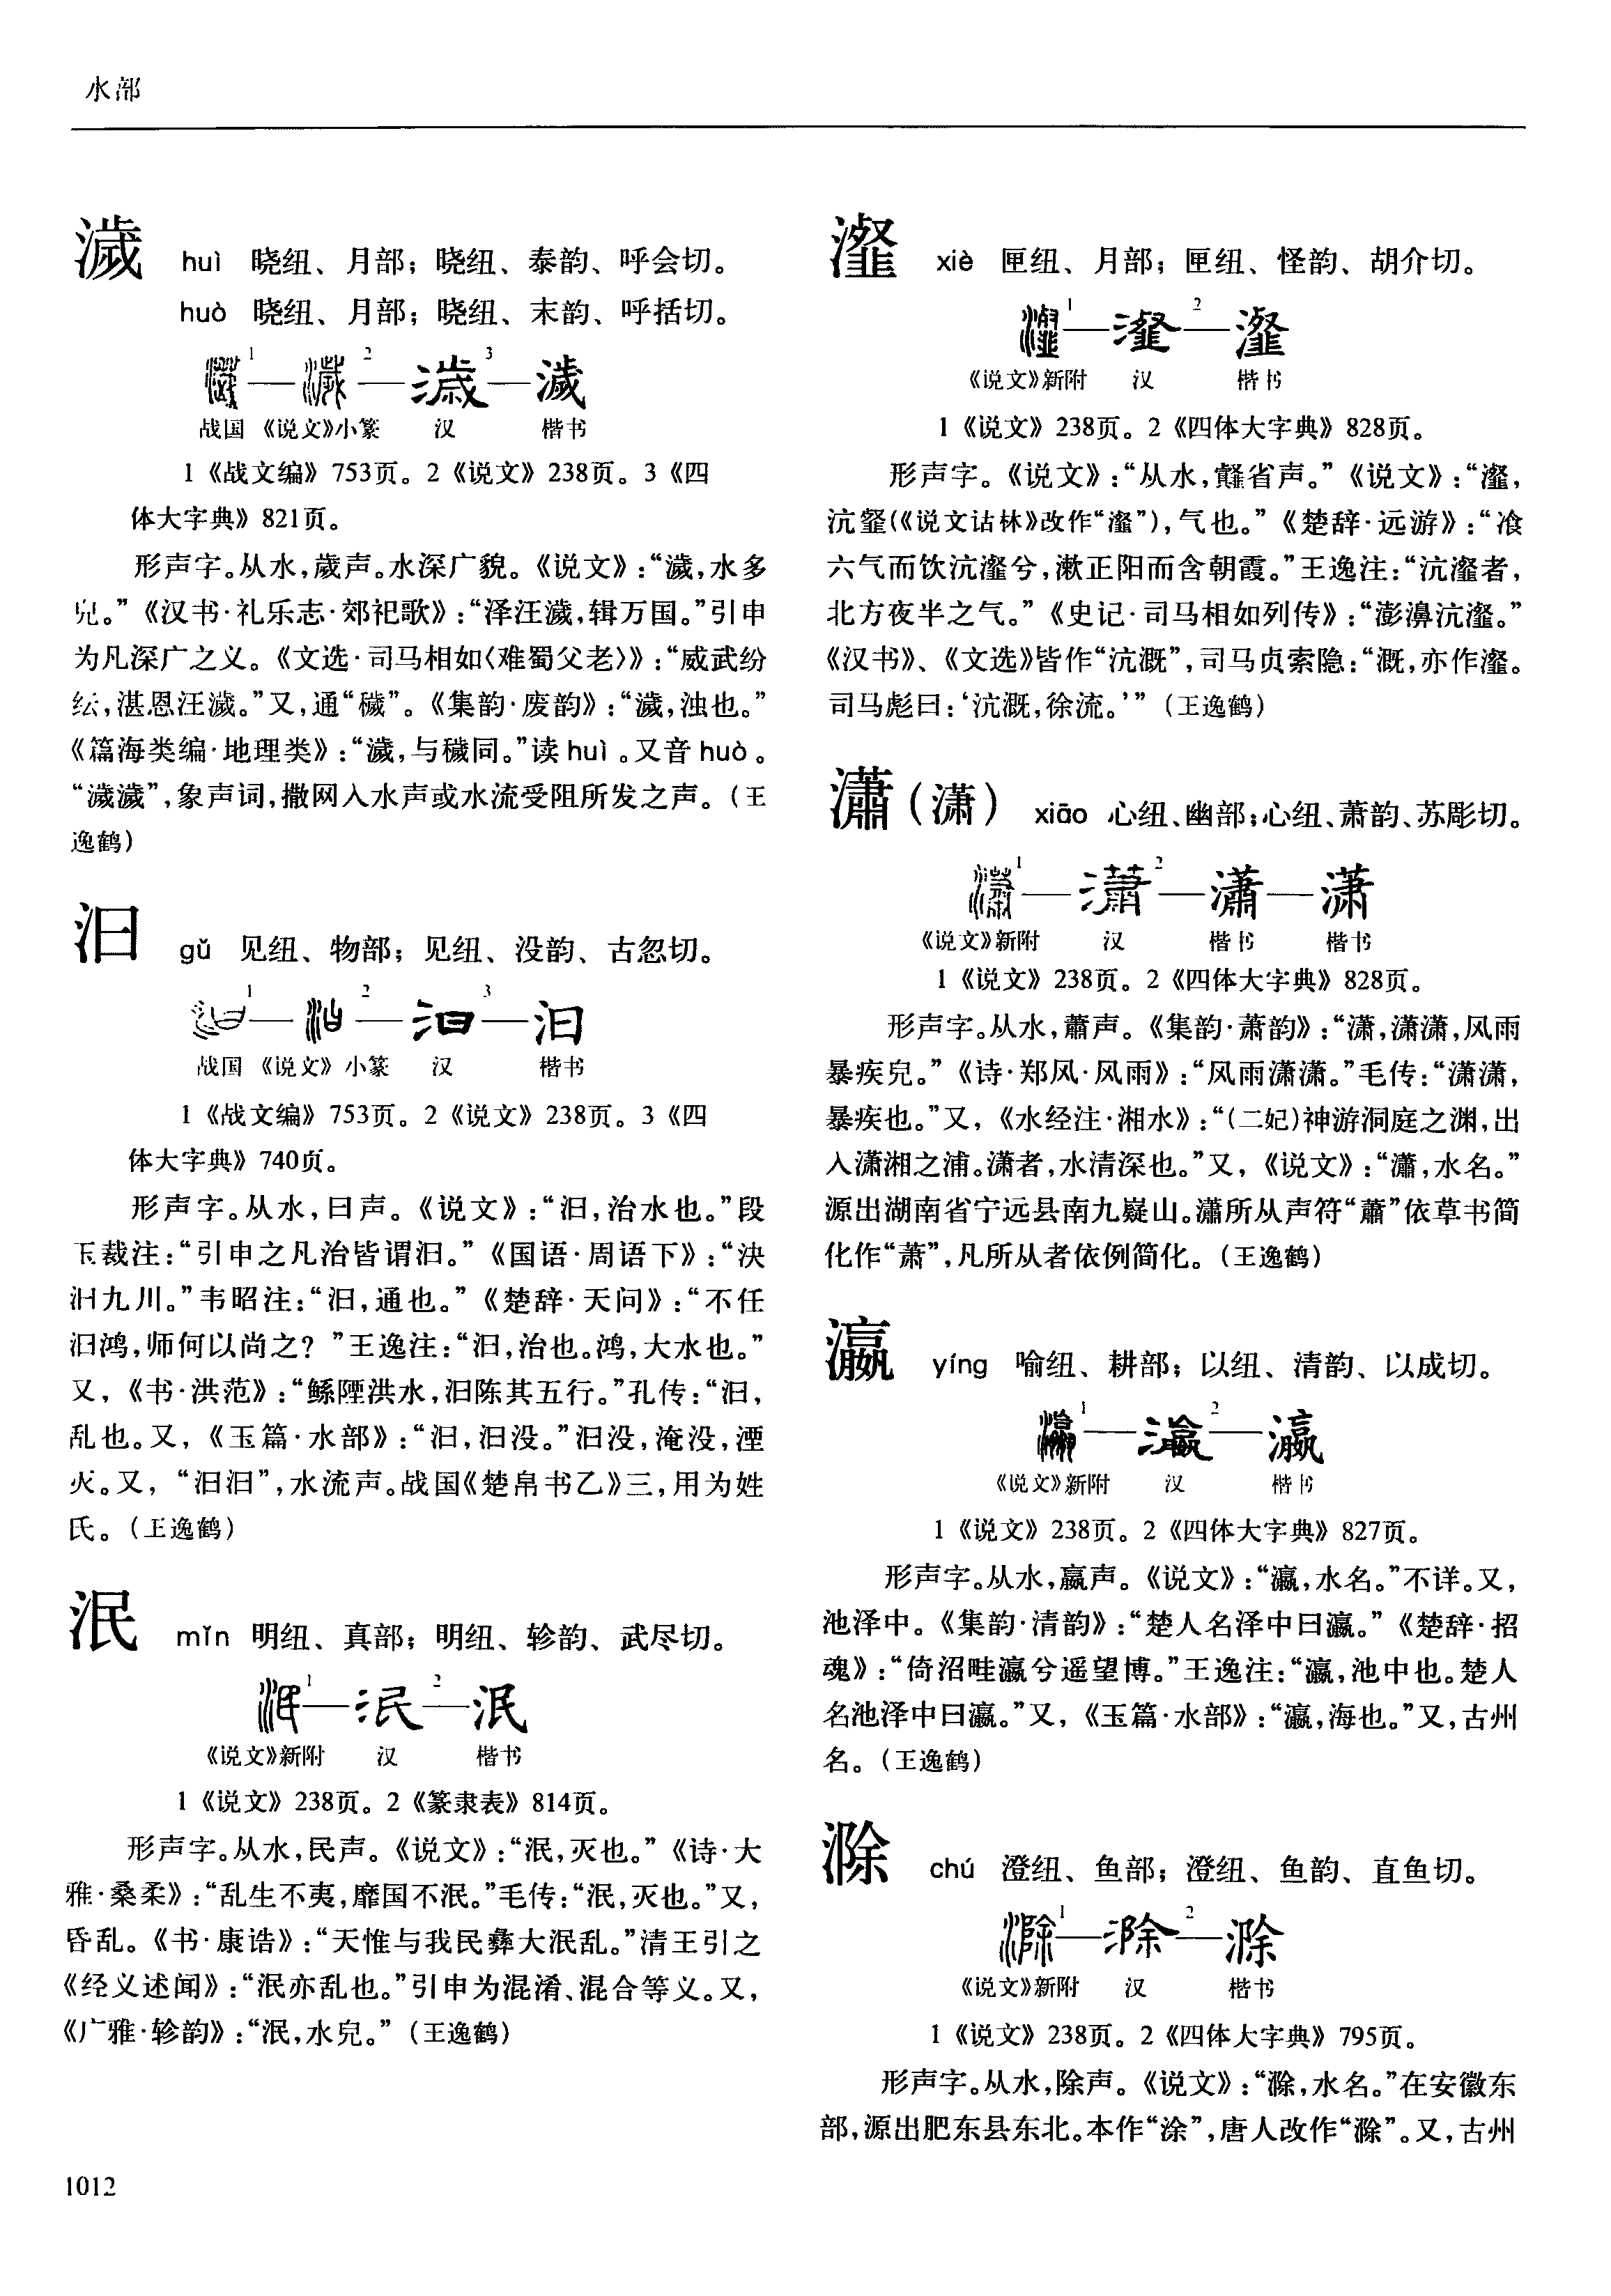 水部
濊 huì 晓纽、月部；晓纽、泰韵、呼会切。
huò 晓纽、月部；晓纽、末韵、呼括切。
濊1—濊2—濊3—濊
战国 《说文》小篆 汉 楷书
1《战文编》753页。2《说文》238页。3《四
体大字典》821页。
形声字。从水，歲声。水深广貌。《说文》：“濊，水多
皃。”《汉书·礼乐志·郊祀歌》：“泽汪濊，辑万国。”引申
为凡深广之义。《文选·司马相如〈难蜀父老〉》：“威武纷
纭，湛恩汪濊。”又，通“穢”。《集韵·废韵》：“濊，浊也。”
《篇海类编·地理类》：“濊，与穢同。”读 huì。又音 huò。
“濊濊”，象声词，撒网入水声或水流受阻所发之声。（王
逸鹤）
汩 gǔ 见纽、物部；见纽、没韵、古忽切。
汩1—汩2—汩3—汩
战国 《说文》小篆 汉 楷书
1《战文编》753页。2《说文》238页。3《四
体大字典》740页。
形声字。从水，曰声。《说文》：“汩，治水也。”段
玉裁注：“引申之凡治皆谓汩。”《国语·周语下》：“决
汩九川。”韦昭注：“汩，通也。”《楚辞·天问》：“不任
汩鸿，师何以尚之？”王逸注：“汩，治也。鸿，大水也。”
又，《书·洪范》：“鲧陻洪水，汩陈其五行。”孔传：“汩，
乱也。又，《玉篇·水部》：“汩，汩没。”汩没，淹没，湮
灭。又，“汩汩”，水流声。战国《楚帛书乙》三，用为姓
氏。（王逸鹤）
泯 mǐn 明纽、真部；明纽、轸韵、武尽切。
泯1—泯2—泯
《说文》新附 汉 楷书
1《说文》238页。2《篆隶表》814页。
形声字。从水，民声。《说文》：“泯，灭也。”《诗·大
雅·桑柔》：“乱生不夷，靡国不泯。”毛传：“泯，灭也。”又，
昏乱。《书·康诰》：“天惟与我民彝大泯乱。”清王引之
《经义述闻》：“泯亦乱也。”引申为混淆、混合等义。又，
《广雅·轸韵》：“泯，水皃。”（王逸鹤）
瀣 xiè 匣纽、月部；匣纽、怪韵、胡介切。
瀣1—瀣2—瀣
《说文》新附 汉 楷书
1《说文》238页。2《四体大字典》828页。
形声字。《说文》：“从水，䪥省声。”《说文》：“瀣，
沆瀣(《说文诂林》改作“瀣”)，气也。”《楚辞·远游》：“飡
六气而饮沆瀣兮，漱正阳而含朝霞。”王逸注：“沆瀣者，
北方夜半之气。”《史记·司马相如列传》：“澎濞沆瀣。”
《汉书》、《文选》皆作“沆溉”，司马贞索隐：“溉，亦作瀣。
司马彪曰：‘沆溉，徐流。’”（王逸鹤）
瀟（潇） xiāo 心纽、幽部；心纽、萧韵、苏彫切。
瀟1—瀟2—瀟—潇
《说文》新附 汉 楷书 楷书
1《说文》238页。2《四体大字典》828页。
形声字。从水，蕭声。《集韵·萧韵》：“潇，潇潇，风雨
暴疾皃。”《诗·郑风·风雨》：“风雨潇潇。”毛传：“潇潇，
暴疾也。”又，《水经注·湘水》：“(二妃)神游洞庭之渊，出
入潇湘之浦。潇者，水清深也。”又，《说文》：“瀟，水名。”
源出湖南省宁远县南九嶷山。瀟所从声符“蕭”依草书简
化作“萧”，凡所从者依例简化。（王逸鹤）
瀛 yíng 喻纽、耕部；以纽、清韵、以成切。
瀛1—瀛2—瀛
《说文》新附 汉 楷书
1《说文》238页。2《四体大字典》827页。
形声字。从水，嬴声。《说文》：“瀛，水名。”不详。又，
池泽中。《集韵·清韵》：“楚人名泽中曰瀛。”《楚辞·招
魂》：“倚沼畦瀛兮遥望博。”王逸注：“瀛，池中也。楚人
名池泽中曰瀛。”又，《玉篇·水部》：“瀛，海也。”又，古州
名。（王逸鹤）
滁 chú 澄纽、鱼部；澄纽、鱼韵、直鱼切。
滁1—滁2—滁
《说文》新附 汉 楷书
1《说文》238页。2《四体大字典》795页。
形声字。从水，除声。《说文》：“滁，水名。”在安徽东
部，源出肥东县东北。本作“涂”，唐人改作“滁”。又，古州
1012